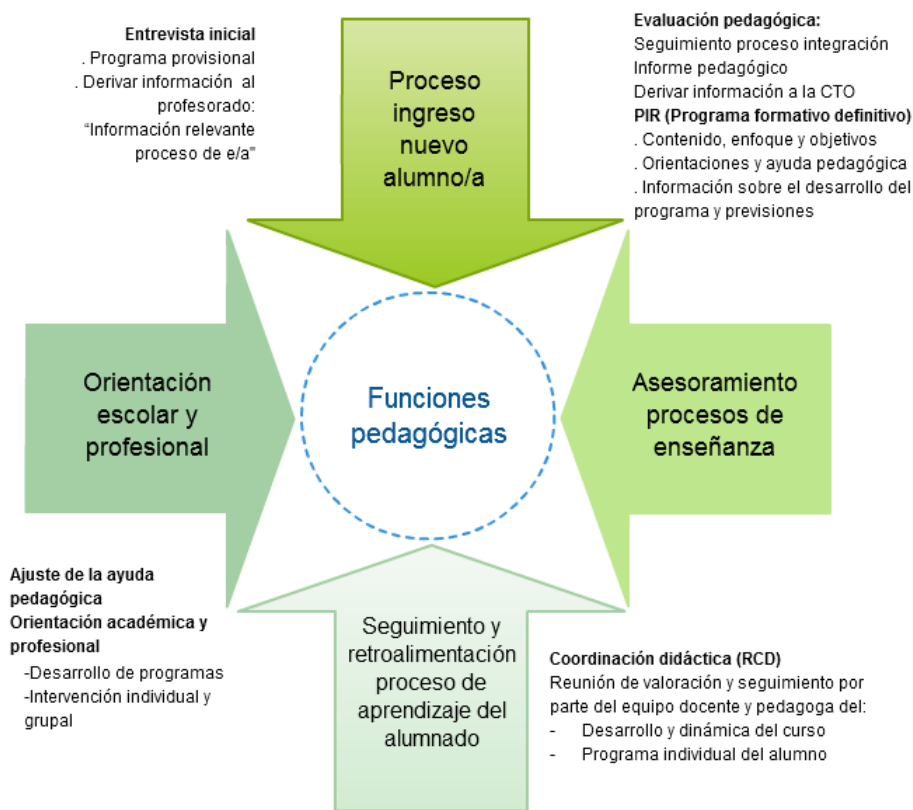 Entrevista inicial
. Programa provisional
. Derivar información al
profesorado:
“Información relevante
proceso de e/a"
Proceso
ingreso
nuevo
alumno/a
Evaluación pedagógica:
Seguimiento proceso integración
Informe pedagógico
Derivar información a la CTO
PIR (Programa formativo definitivo)
. Contenido, enfoque y objetivos
. Orientaciones y ayuda pedagógica
. Información sobre el desarrollo del
programa y previsiones
Orientación
escolar y
profesional
Funciones
pedagógicas
Asesoramiento
procesos de
enseñanza
Ajuste de la ayuda
pedagógica
Orientación académica y
profesional
-Desarrollo de programas
-Intervención individual y
grupal
Seguimiento y
retroalimentación
proceso de
aprendizaje del
alumnado
Coordinación didáctica (RCD)
Reunión de valoración y seguimiento por
parte del equipo docente y pedagoga del:
- Desarrollo y dinámica del curso
- Programa individual del alumno